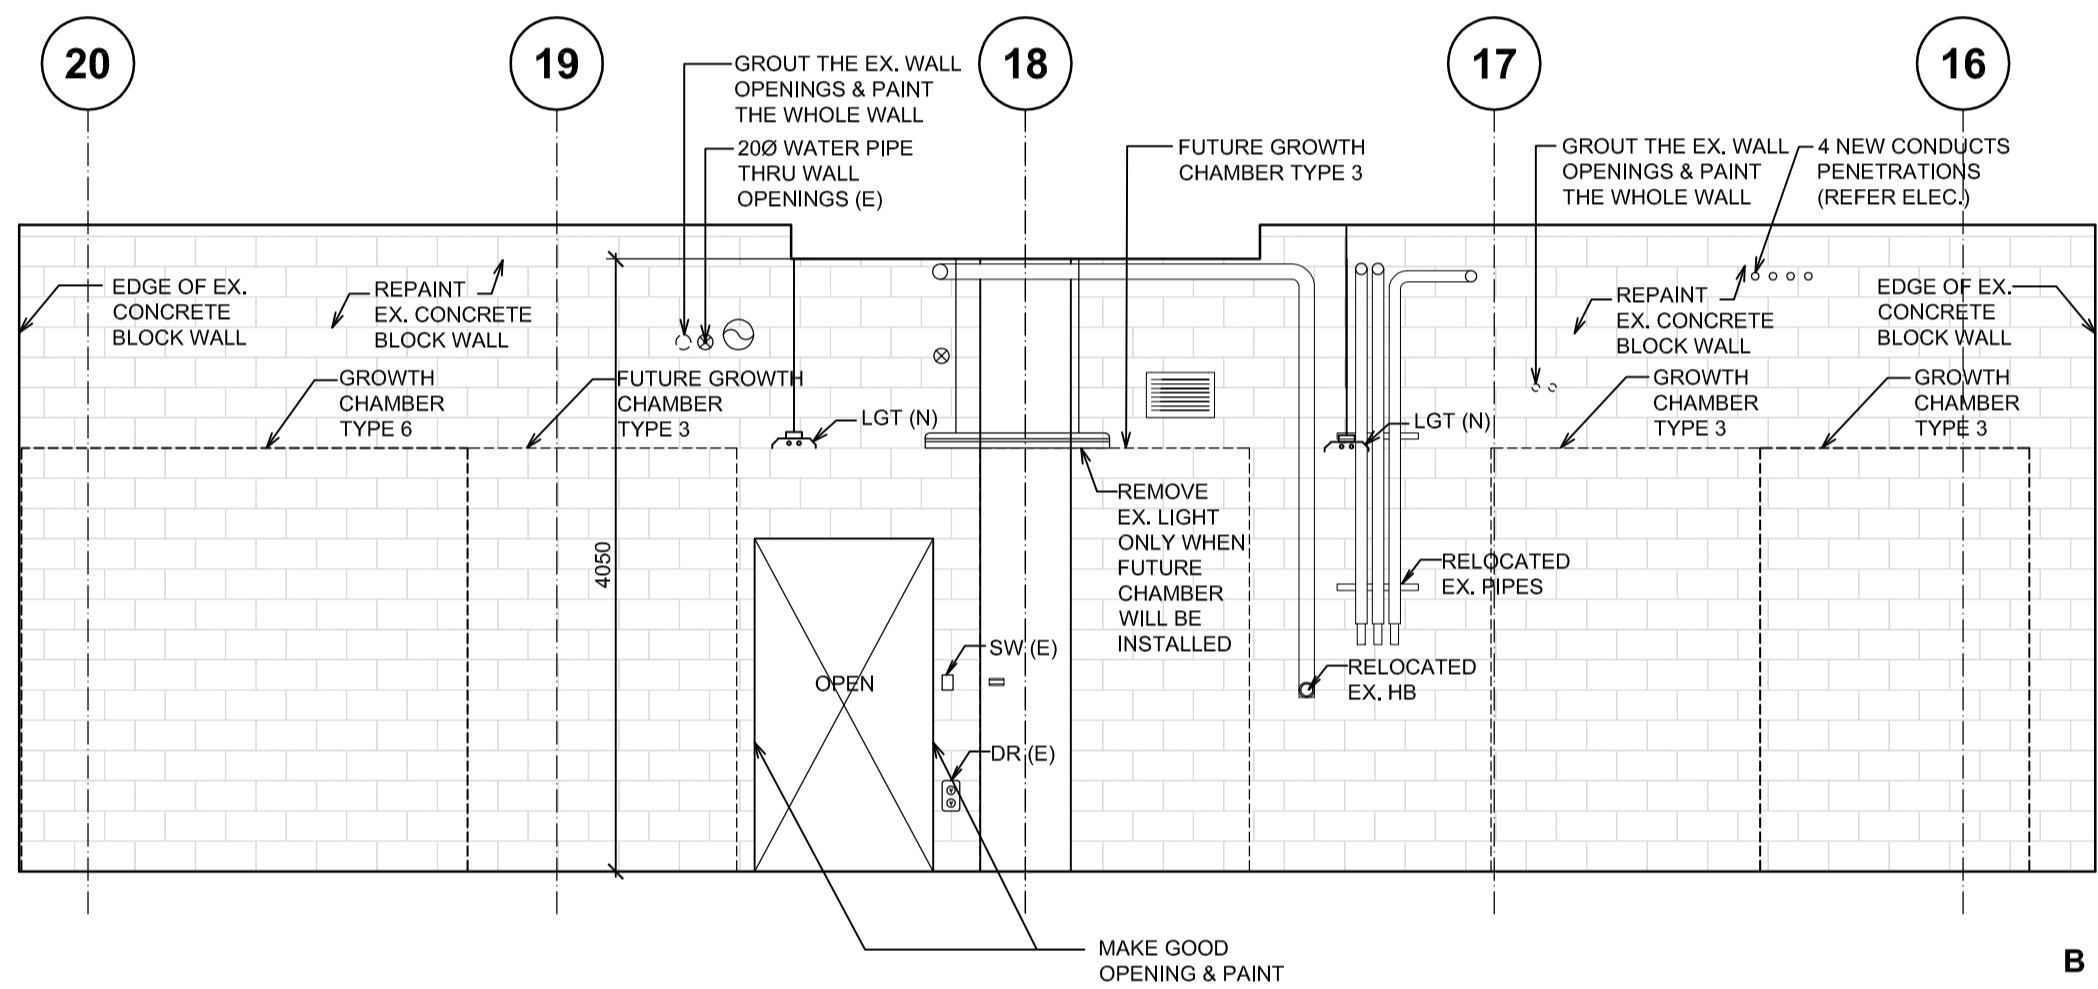 20
19
18
17
16
GROUT THE EX. WALL
OPENINGS & PAINT
THE WHOLE WALL
20Ø WATER PIPE
THRU WALL
OPENINGS (E)
FUTURE GROWTH
CHAMBER TYPE 3
GROUT THE EX. WALL
OPENINGS & PAINT
THE WHOLE WALL
4 NEW CONDUCTS
PENETRATIONS
(REFER ELEC.)
EDGE OF EX.
CONCRETE
BLOCK WALL
REPAINT
EX. CONCRETE
BLOCK WALL
REPAINT
EX. CONCRETE
BLOCK WALL
EDGE OF EX.
CONCRETE
BLOCK WALL
GROWTH
CHAMBER
TYPE 6
FUTURE GROWTH
CHAMBER
TYPE 3
LGT (N)
LGT (N)
GROWTH
CHAMBER
TYPE 3
GROWTH
CHAMBER
TYPE 3
REMOVE
EX. LIGHT
ONLY WHEN
FUTURE
CHAMBER
WILL BE
INSTALLED
4050
RELOCATED
EX. PIPES
OPEN
SW (E)
RELOCATED
EX. HB
DR (E)
MAKE GOOD
OPENING & PAINT
B